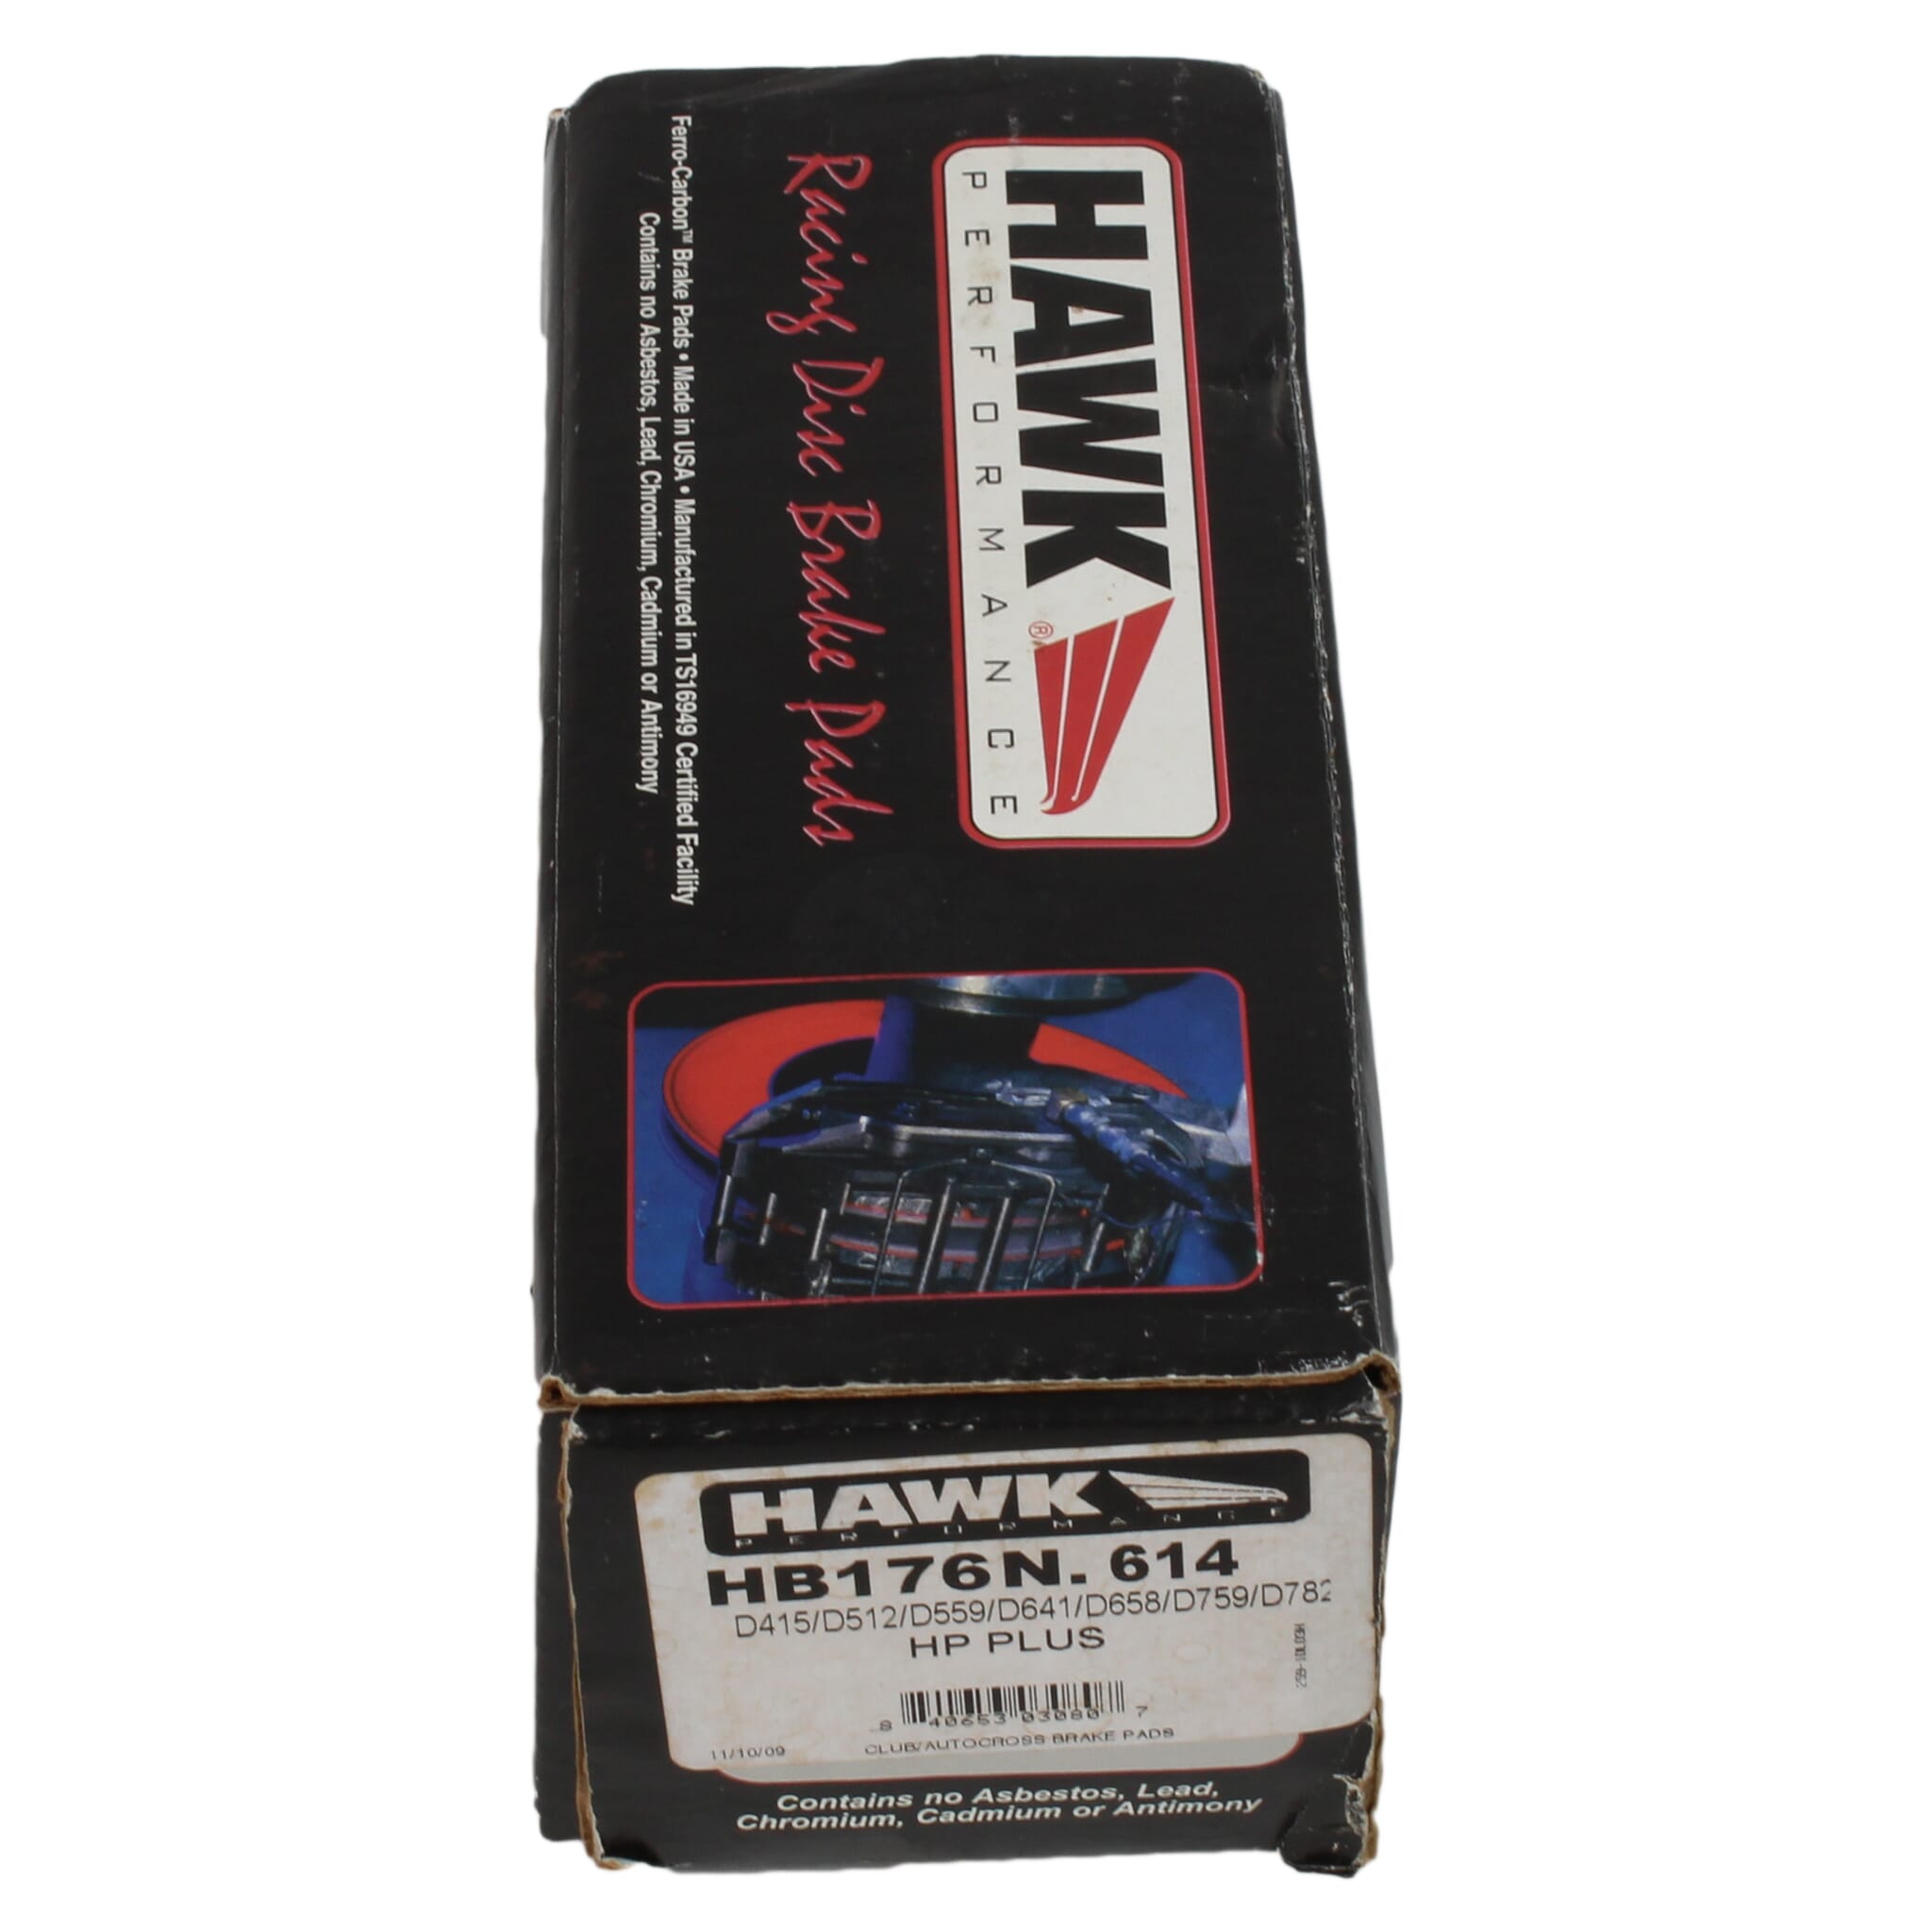 HAWK®
PERFORMANCE
Racing Disc Brake Pads
Ferro-Carbon™ Brake Pads • Made in USA • Manufactured in TS16949 Certified Facility
Contains no Asbestos, Lead, Chromium, Cadmium or Antimony
HAWK
PERFORMANCE
HB176N. 614
D415/D512/D559/D641/D658/D759/D782
HP PLUS
8 40653 03080 7
11/10/09 CLUB/AUTOCROSS BRAKE PADS
Contains no Asbestos, Lead,
Chromium, Cadmium or Antimony